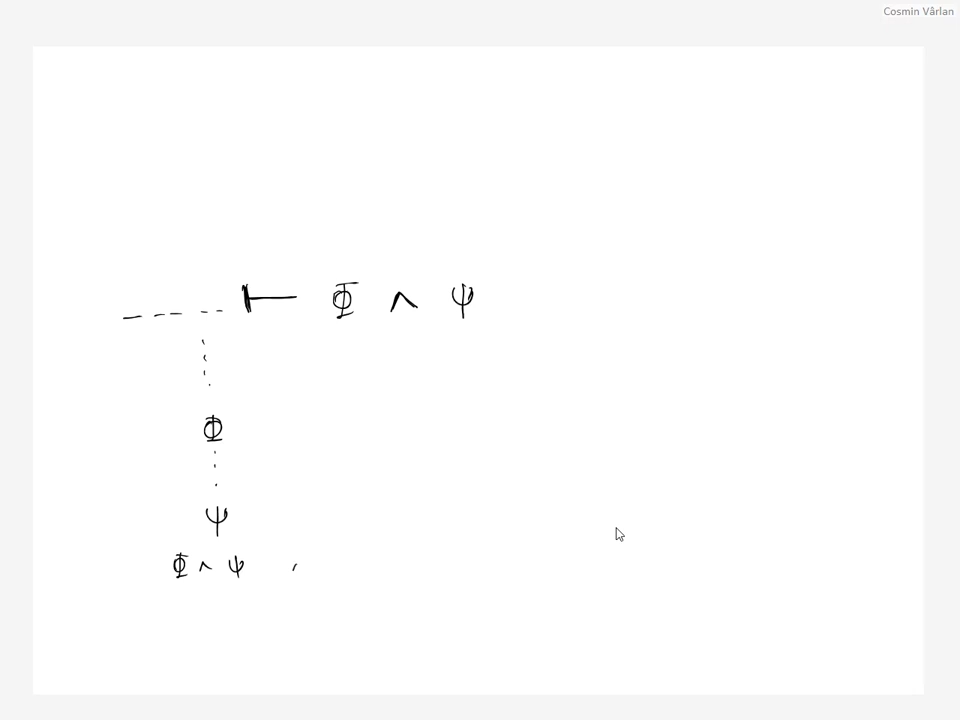 Cosmin Vârlan
---- ⊢ Φ ∧ Ψ
Φ
Ψ
Φ ∧ Ψ